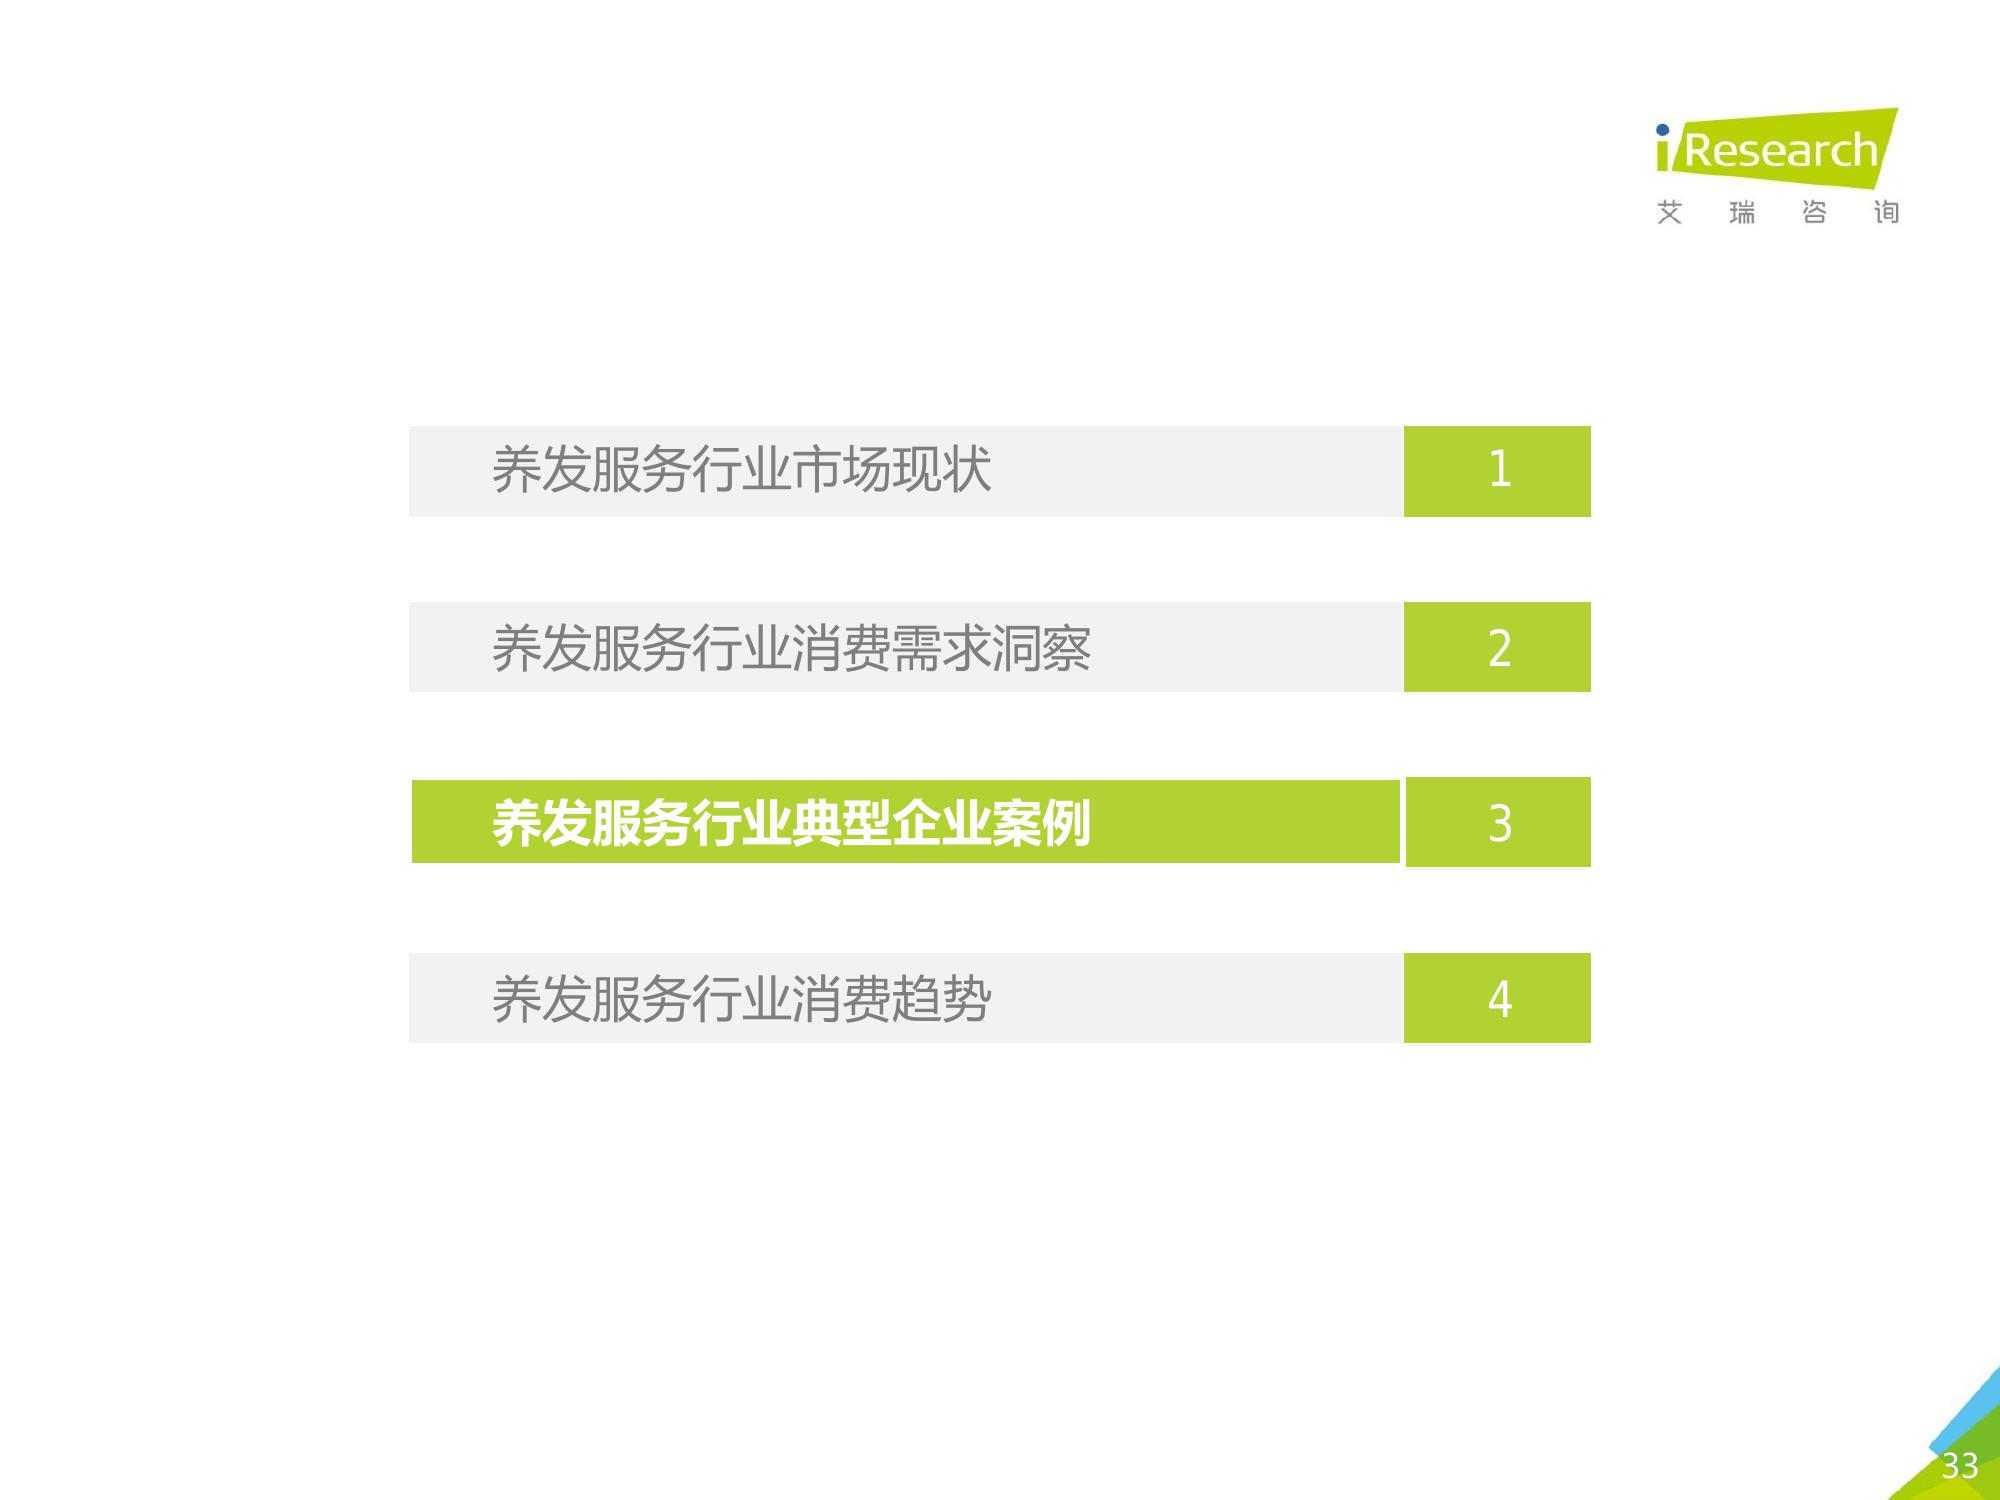 iResearch
艾瑞咨询
养发服务行业市场现状 1
养发服务行业消费需求洞察 2
养发服务行业典型企业案例 3
养发服务行业消费趋势 4
33